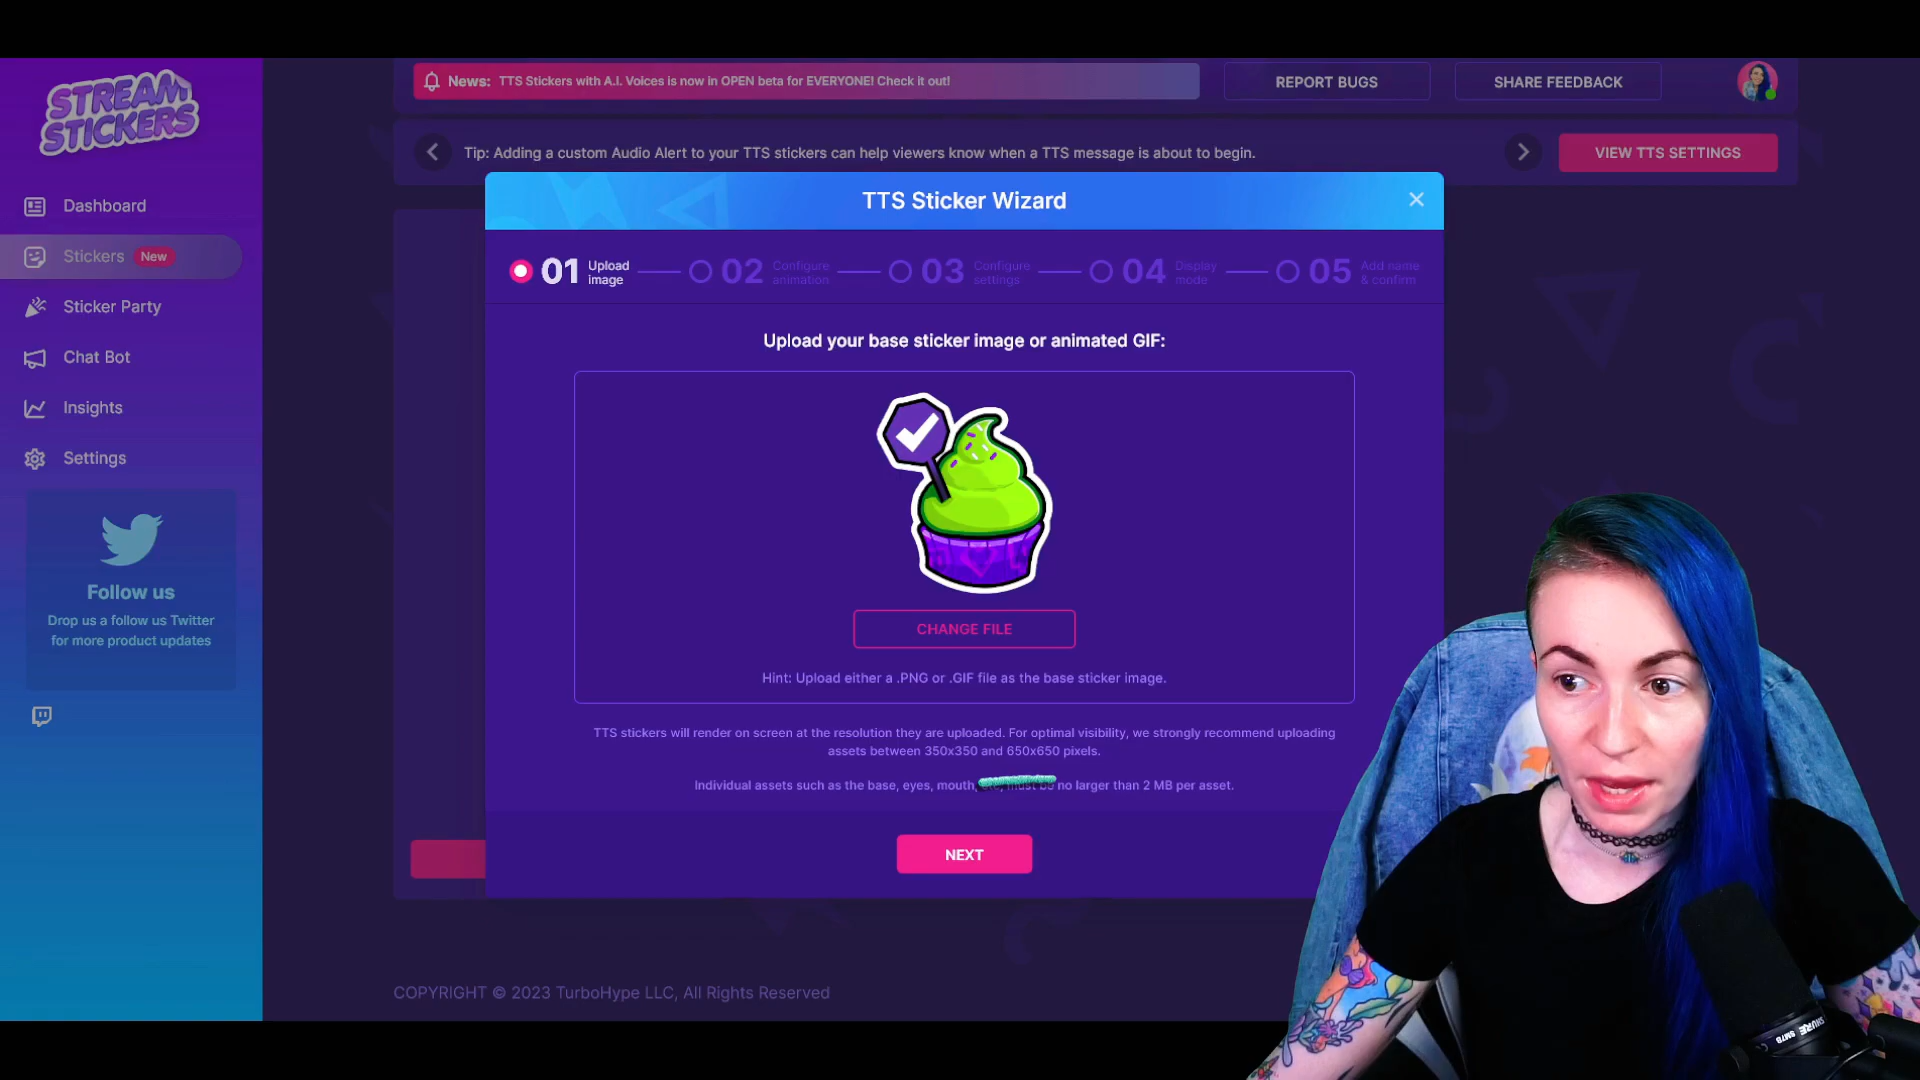 STREAM
STICKERS
News: TTS Stickers with A.I. Voices is now in OPEN beta for EVERYONE! Check it out!
REPORT BUGS
SHARE FEEDBACK
Tip: Adding a custom Audio Alert to your TTS stickers can help viewers know when a TTS message is about to begin.
VIEW TTS SETTINGS
Dashboard
Stickers New
Sticker Party
Chat Bot
Insights
Settings
Follow us
Drop us a follow us Twitter
for more product updates
TTS Sticker Wizard
01 Upload
image
02 Configure
animation
03 Configure
settings
04 Display
mode
05 Add name
& confirm
Upload your base sticker image or animated GIF:
CHANGE FILE
Hint: Upload either a .PNG or .GIF file as the base sticker image.
TTS stickers will render on screen at the resolution they are uploaded. For optimal visibility, we strongly recommend uploading
assets between 350x350 and 650x650 pixels.
Individual assets such as the base, eyes, mouth, must be no larger than 2 MB per asset.
NEXT
COPYRIGHT © 2023 TurboHype LLC, All Rights Reserved
SHURE
SM7B